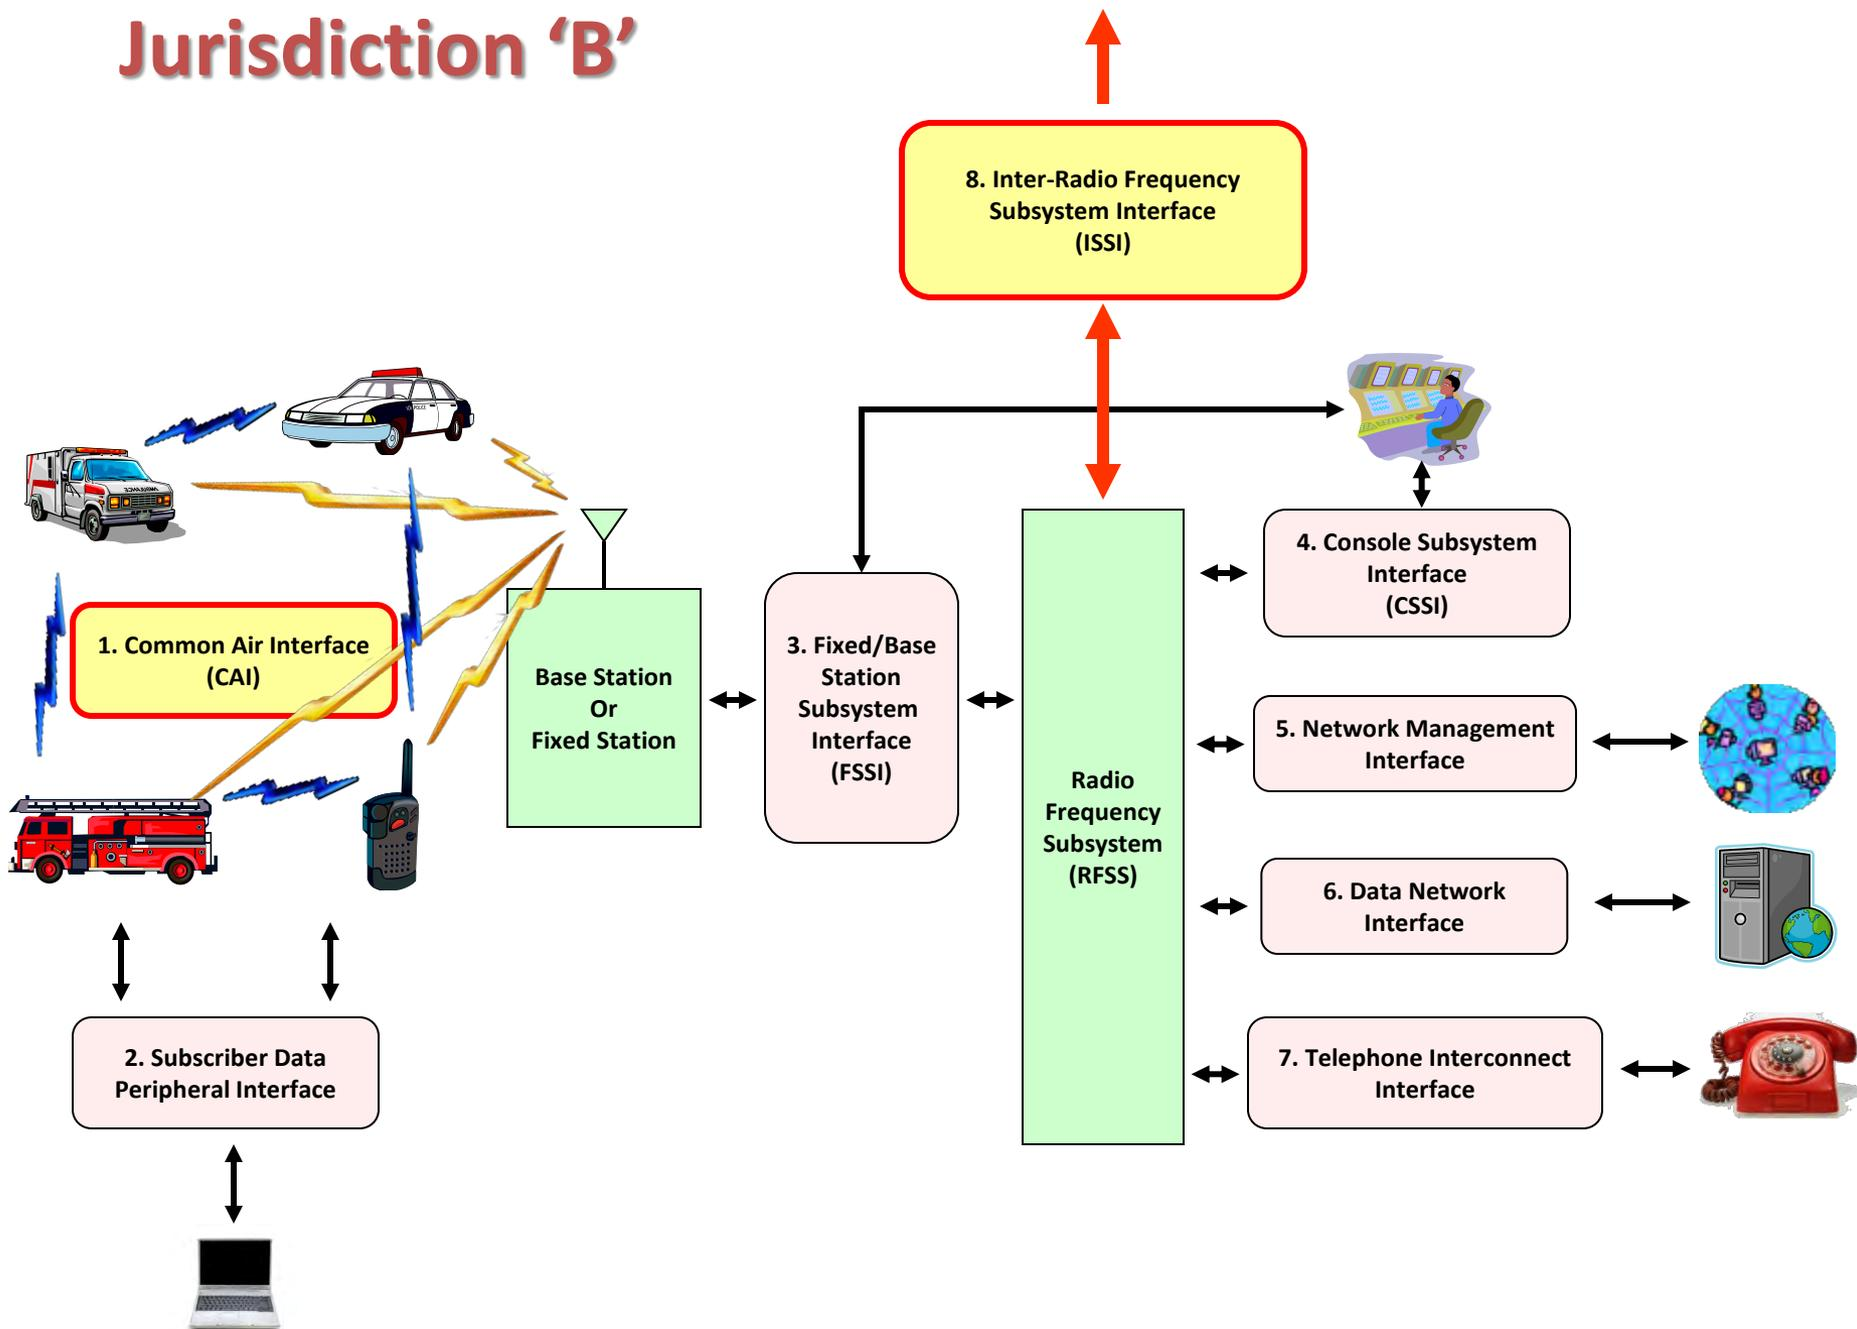 Jurisdiction ‘B’
8. Inter-Radio Frequency
Subsystem Interface
(ISSI)
1. Common Air Interface
(CAI)
Base Station
Or
Fixed Station
3. Fixed/Base
Station
Subsystem
Interface
(FSSI)
Radio
Frequency
Subsystem
(RFSS)
4. Console Subsystem
Interface
(CSSI)
5. Network Management
Interface
6. Data Network
Interface
7. Telephone Interconnect
Interface
2. Subscriber Data
Peripheral Interface